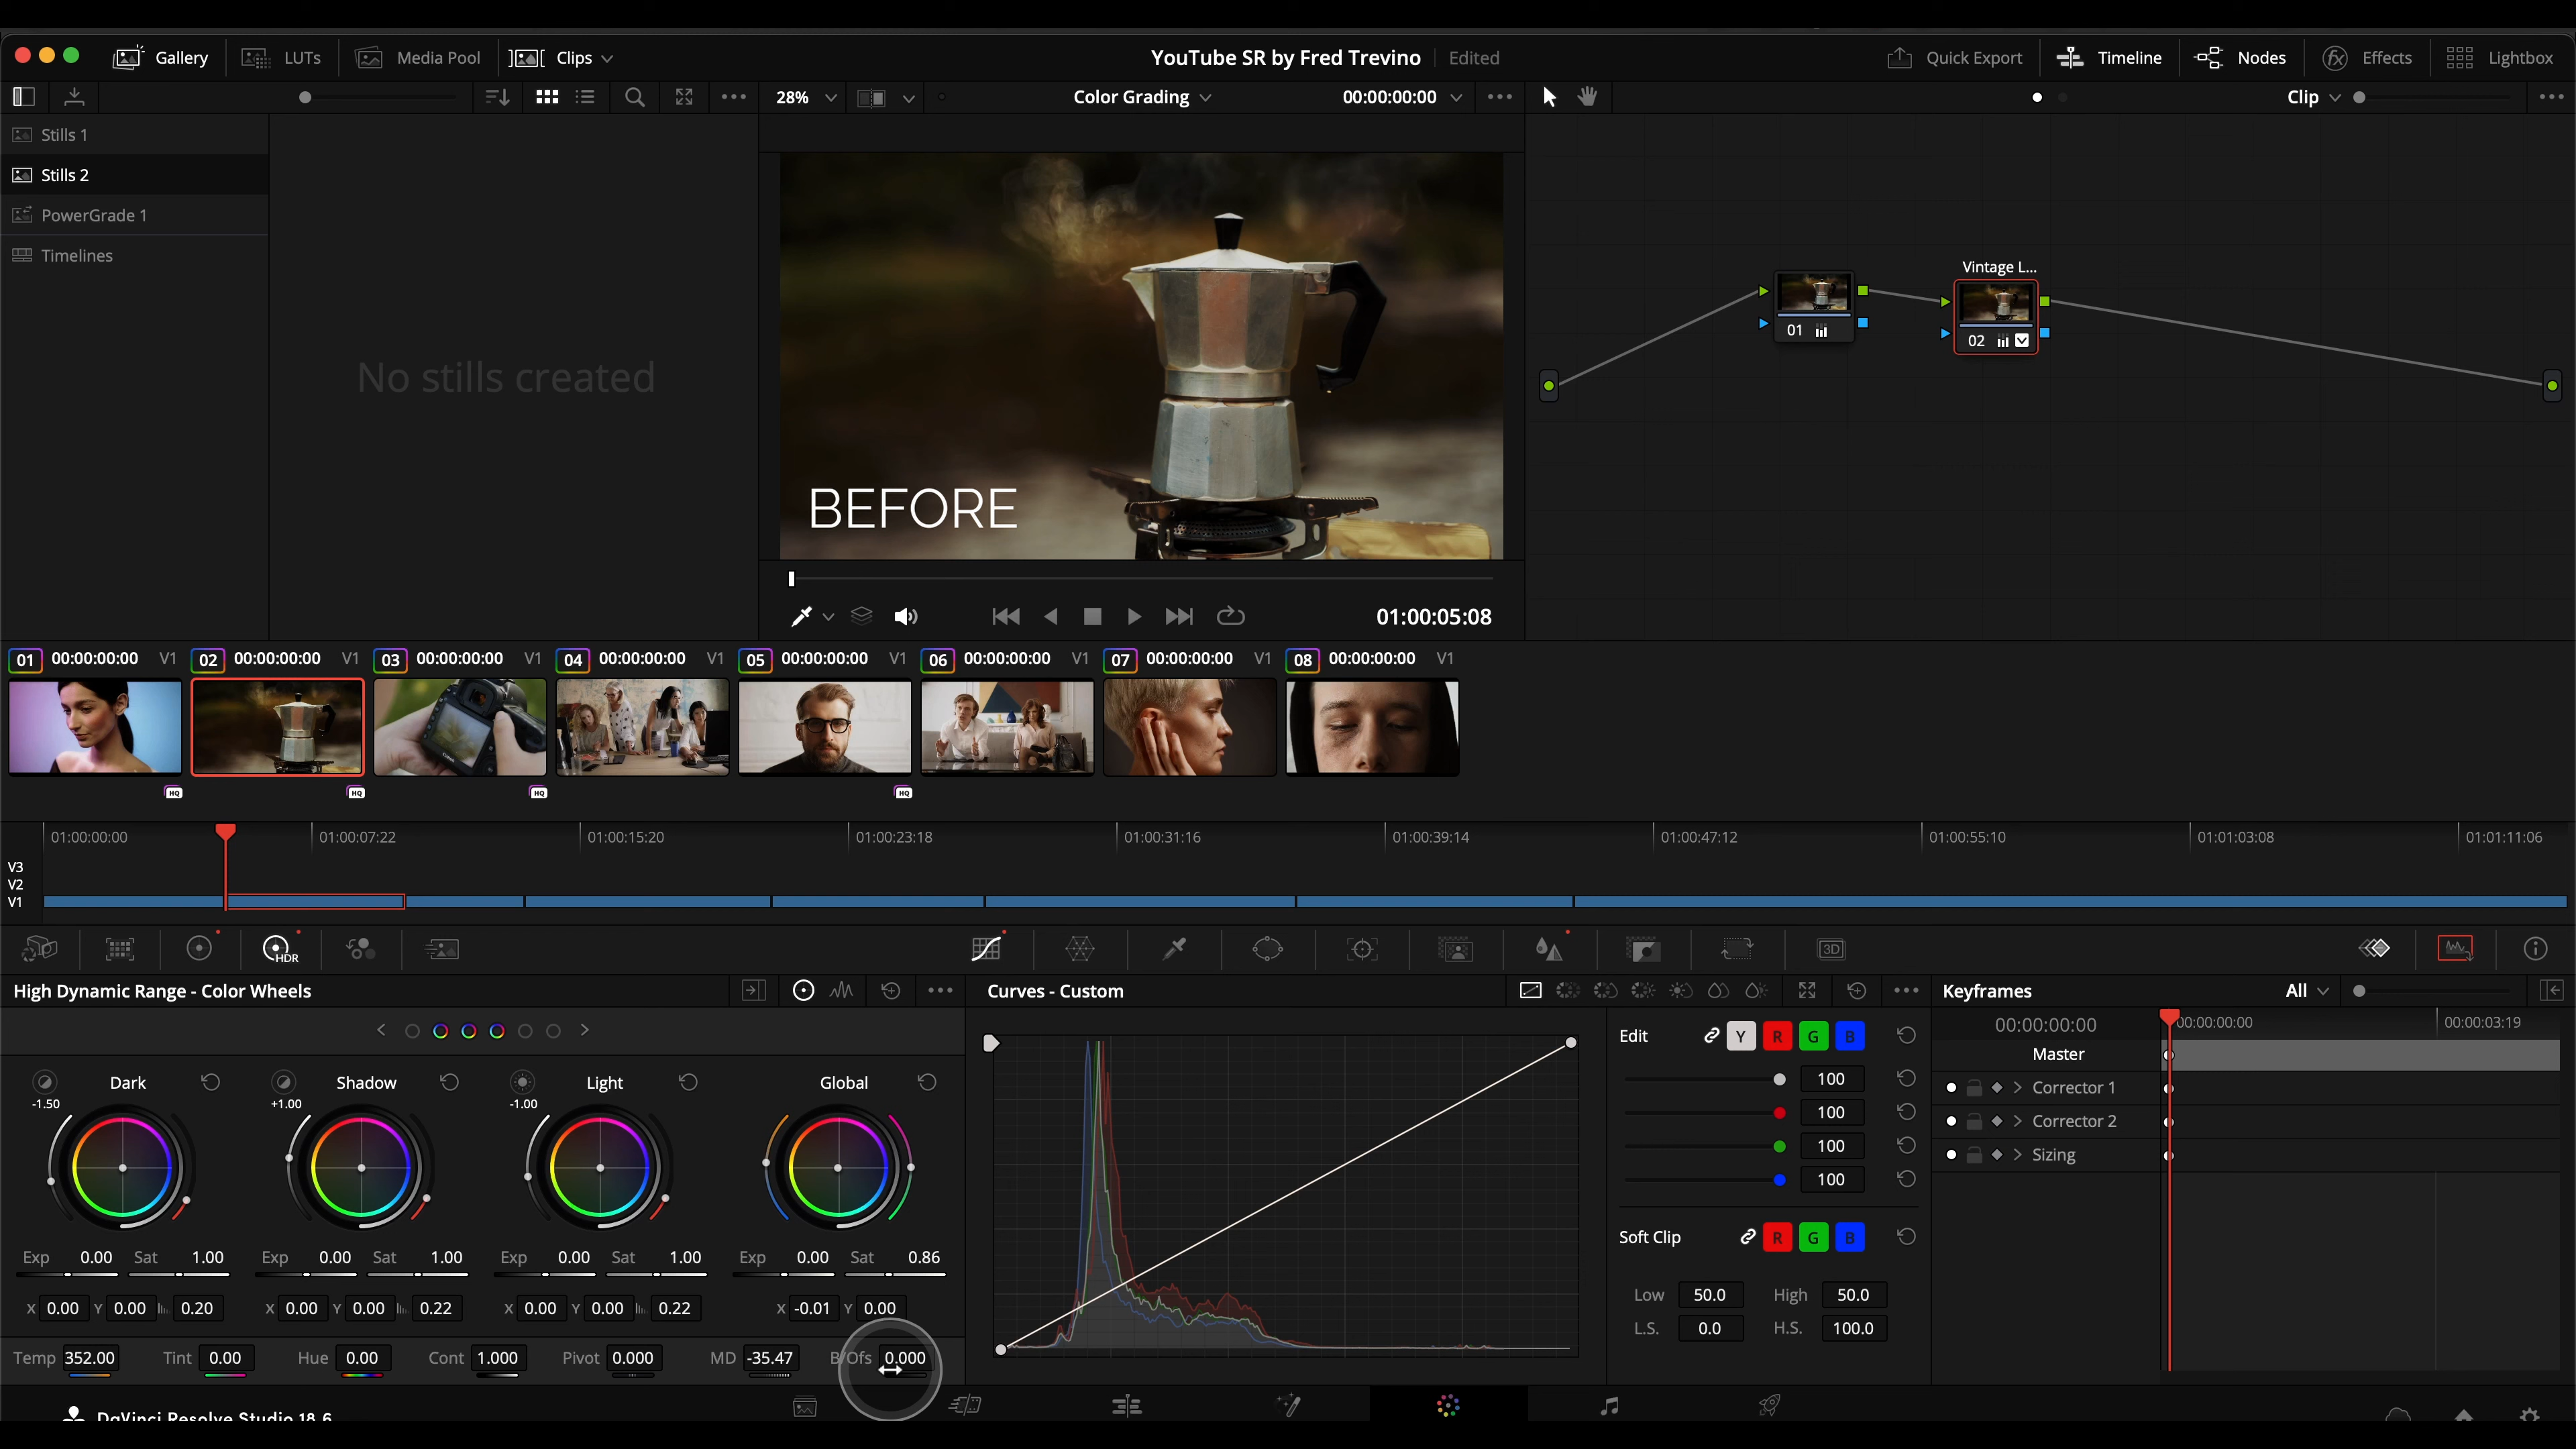 Gallery LUTs Media Pool Clips YouTube SR by Fred Trevino Edited Quick Export Timeline Nodes Effects Lightbox
28% Color Grading 00:00:00:00 Clip
Stills 1
Stills 2
PowerGrade 1
Timelines
No stills created
BEFORE
Vintage L...
01
02
01:00:05:08
01 00:00:00:00 V1 02 00:00:00:00 V1 03 00:00:00:00 V1 04 00:00:00:00 V1 05 00:00:00:00 V1 06 00:00:00:00 V1 07 00:00:00:00 V1 08 00:00:00:00 V1
HQ HQ HQ HQ
01:00:00:00 01:00:07:22 01:00:15:20 01:00:23:18 01:00:31:16 01:00:39:14 01:00:47:12 01:00:55:10 01:01:03:08 01:01:11:06
V3
V2
V1
HDR 3D
High Dynamic Range - Color Wheels
Dark Shadow Light Global
-1.50 +1.00 -1.00
Exp 0.00 Sat 1.00 Exp 0.00 Sat 1.00 Exp 0.00 Sat 1.00 Exp 0.00 Sat 0.86
X 0.00 Y 0.00 0.20 X 0.00 Y 0.00 0.22 X 0.00 Y 0.00 0.22 X -0.01 Y 0.00
Temp 352.00 Tint 0.00 Hue 0.00 Cont 1.000 Pivot 0.000 MD -35.47 B/Ofs 0.000
Curves - Custom
Edit Y R G B
100
100
100
100
Soft Clip R G B
Low 50.0 High 50.0
L.S. 0.0 H.S. 100.0
Keyframes All
00:00:00:00 00:00:00:00 00:00:03:19
Master
Corrector 1
Corrector 2
Sizing
DaVinci Resolve Studio 18.6